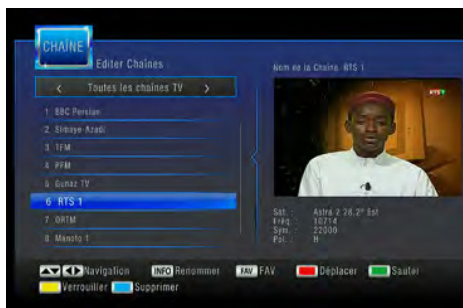 CHAÎNE
Editer Chaînes
< Toutes les chaînes TV >
1 BBC Persian
2 Simaye Azadi
3 TFM
4 PFM
5 Gunaz TV
6 RTS 1
7 ORTM
8 Manoto 1
Nom de la Chaîne: RTS 1
RTS1
Sat. : Astra 2 28.2° Est
Fréq. : 10714
Sym. : 22000
Pol. : H
Navigation INFO Renommer FAV FAV Déplacer Sauter
Verrouiller Supprimer